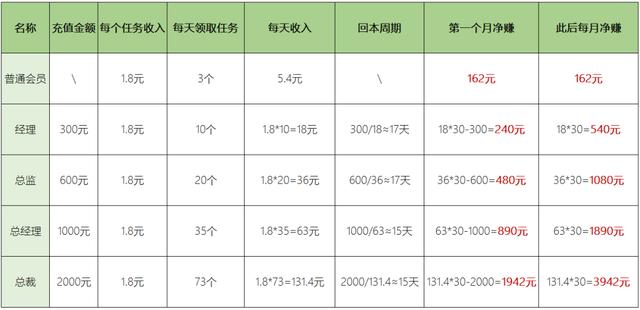 名称 充值金额 每个任务收入 每天领取任务 每天收入 回本周期 第一个月净赚 此后每月净赚
普通会员 \ 1.8元 3个 5.4元 \ 162元 162元
经理 300元 1.8元 10个 1.8*10=18元 300/18≈17天 18*30-300=240元 18*30=540元
总监 600元 1.8元 20个 1.8*20=36元 600/36≈17天 36*30-600=480元 36*30=1080元
总经理 1000元 1.8元 35个 1.8*35=63元 1000/63≈15天 63*30-1000=890元 63*30=1890元
总裁 2000元 1.8元 73个 1.8*73=131.4元 2000/131.4≈15天 131.4*30-2000=1942元 131.4*30=3942元